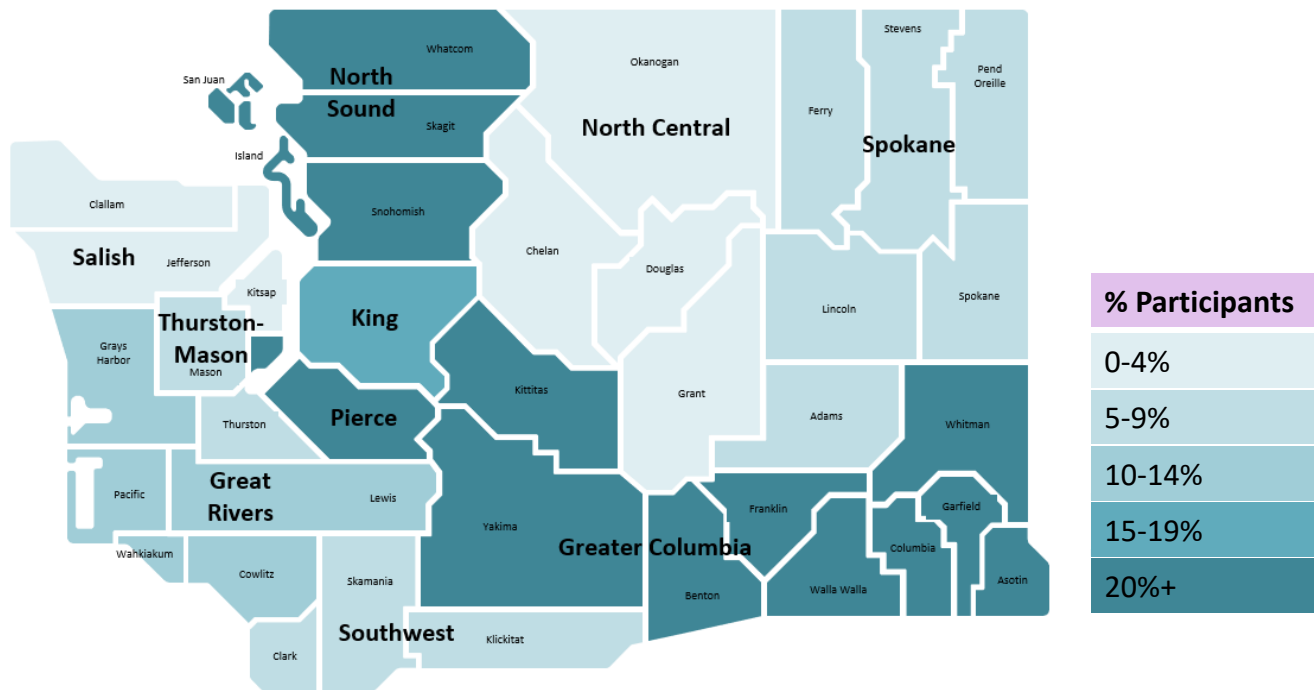 Whatcom
San Juan
North
Sound
Skagit
Island
Snohomish
Okanogan
North Central
Ferry
Stevens
Pend
Oreille
Spokane
Clallam
Salish
Jefferson
Kitsap
Chelan
Douglas
Lincoln
Spokane
Grays
Harbor
Thurston-
Mason
Mason
King
Kittitas
Grant
Adams
Whitman
Thurston
Pierce
Pacific
Great
Rivers
Lewis
Yakima
Greater Columbia
Franklin
Garfield
Columbia
Wahkiakum
Cowlitz
Skamania
Benton
Walla Walla
Asotin
Clark
Southwest
Klickitat
% Participants
0-4%
5-9%
10-14%
15-19%
20%+